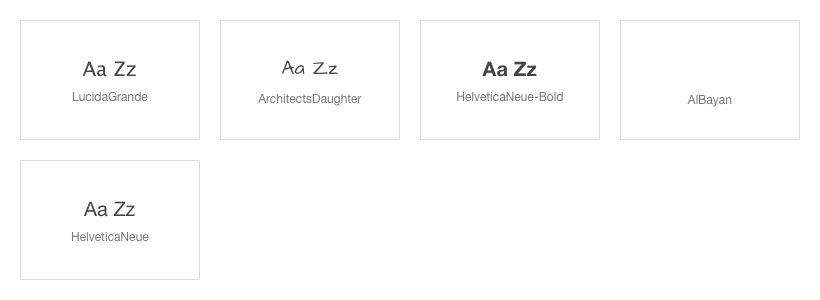 Aa Zz
LucidaGrande
Aa Zz
ArchitectsDaughter
Aa Zz
HelveticaNeue-Bold
AlBayan
Aa Zz
HelveticaNeue